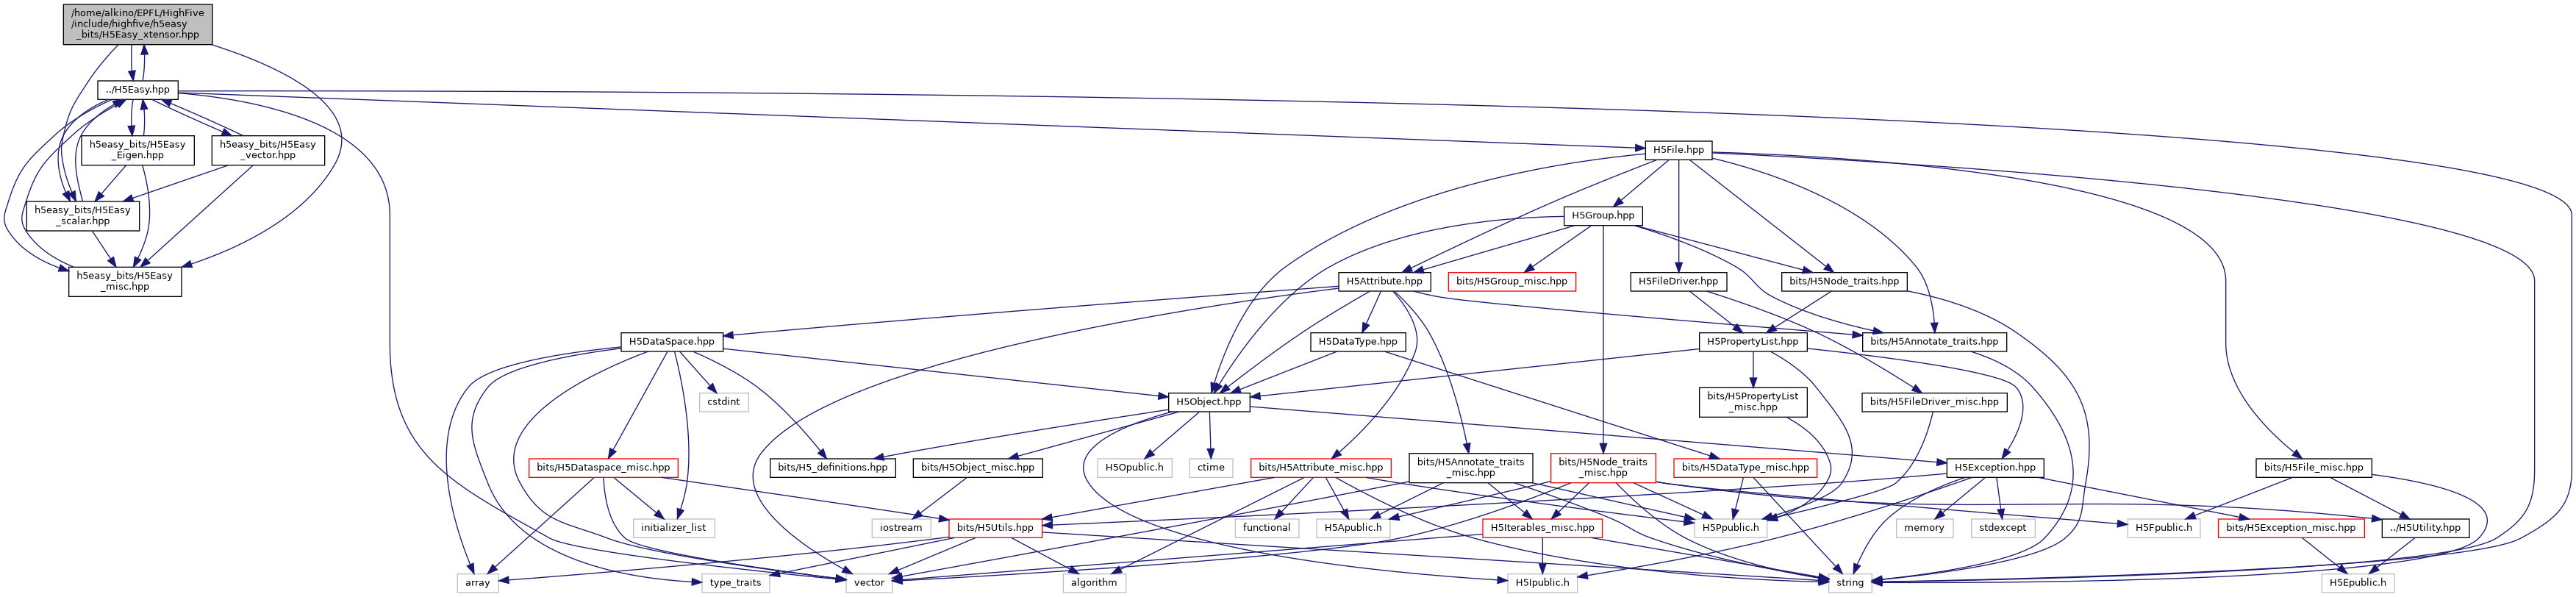 /home/alkino/EPFL/HighFive
/include/highfive/h5easy
_bits/H5Easy_xtensor.hpp
../H5Easy.hpp
h5easy_bits/H5Easy
_Eigen.hpp
h5easy_bits/H5Easy
_vector.hpp
H5File.hpp
h5easy_bits/H5Easy
_scalar.hpp
H5Group.hpp
h5easy_bits/H5Easy
_misc.hpp
H5Attribute.hpp
bits/H5Group_misc.hpp
H5FileDriver.hpp
bits/H5Node_traits.hpp
H5DataSpace.hpp
H5DataType.hpp
H5PropertyList.hpp
bits/H5Annotate_traits.hpp
cstdint
H5Object.hpp
bits/H5PropertyList
_misc.hpp
bits/H5FileDriver_misc.hpp
bits/H5Dataspace_misc.hpp
bits/H5_definitions.hpp
bits/H5Object_misc.hpp
H5Opublic.h
ctime
bits/H5Attribute_misc.hpp
bits/H5Annotate_traits
_misc.hpp
bits/H5Node_traits
_misc.hpp
bits/H5DataType_misc.hpp
H5Exception.hpp
bits/H5File_misc.hpp
initializer_list
iostream
bits/H5Utils.hpp
functional
H5Apublic.h
H5Iterables_misc.hpp
H5Ppublic.h
memory
stdexcept
H5Fpublic.h
bits/H5Exception_misc.hpp
../H5Utility.hpp
array
type_traits
vector
algorithm
H5Ipublic.h
string
H5Epublic.h